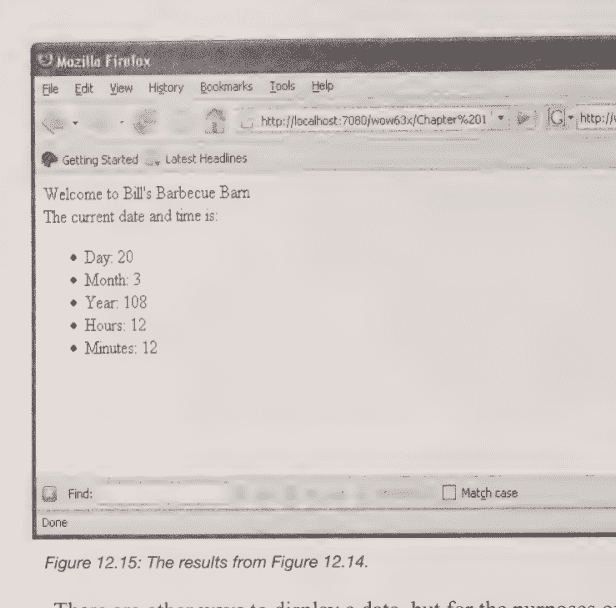 Mozilla Firefox
File Edit View History Bookmarks Tools Help
http://localhost:7080/wow63x/Chapter%201 G http://
Getting Started Latest Headlines
Welcome to Bill's Barbecue Barn
The current date and time is:
• Day: 20
• Month: 3
• Year: 108
• Hours: 12
• Minutes: 12
Find: Match case
Done
Figure 12.15: The results from Figure 12.14.
There are other ways to display a date, but for the purposes